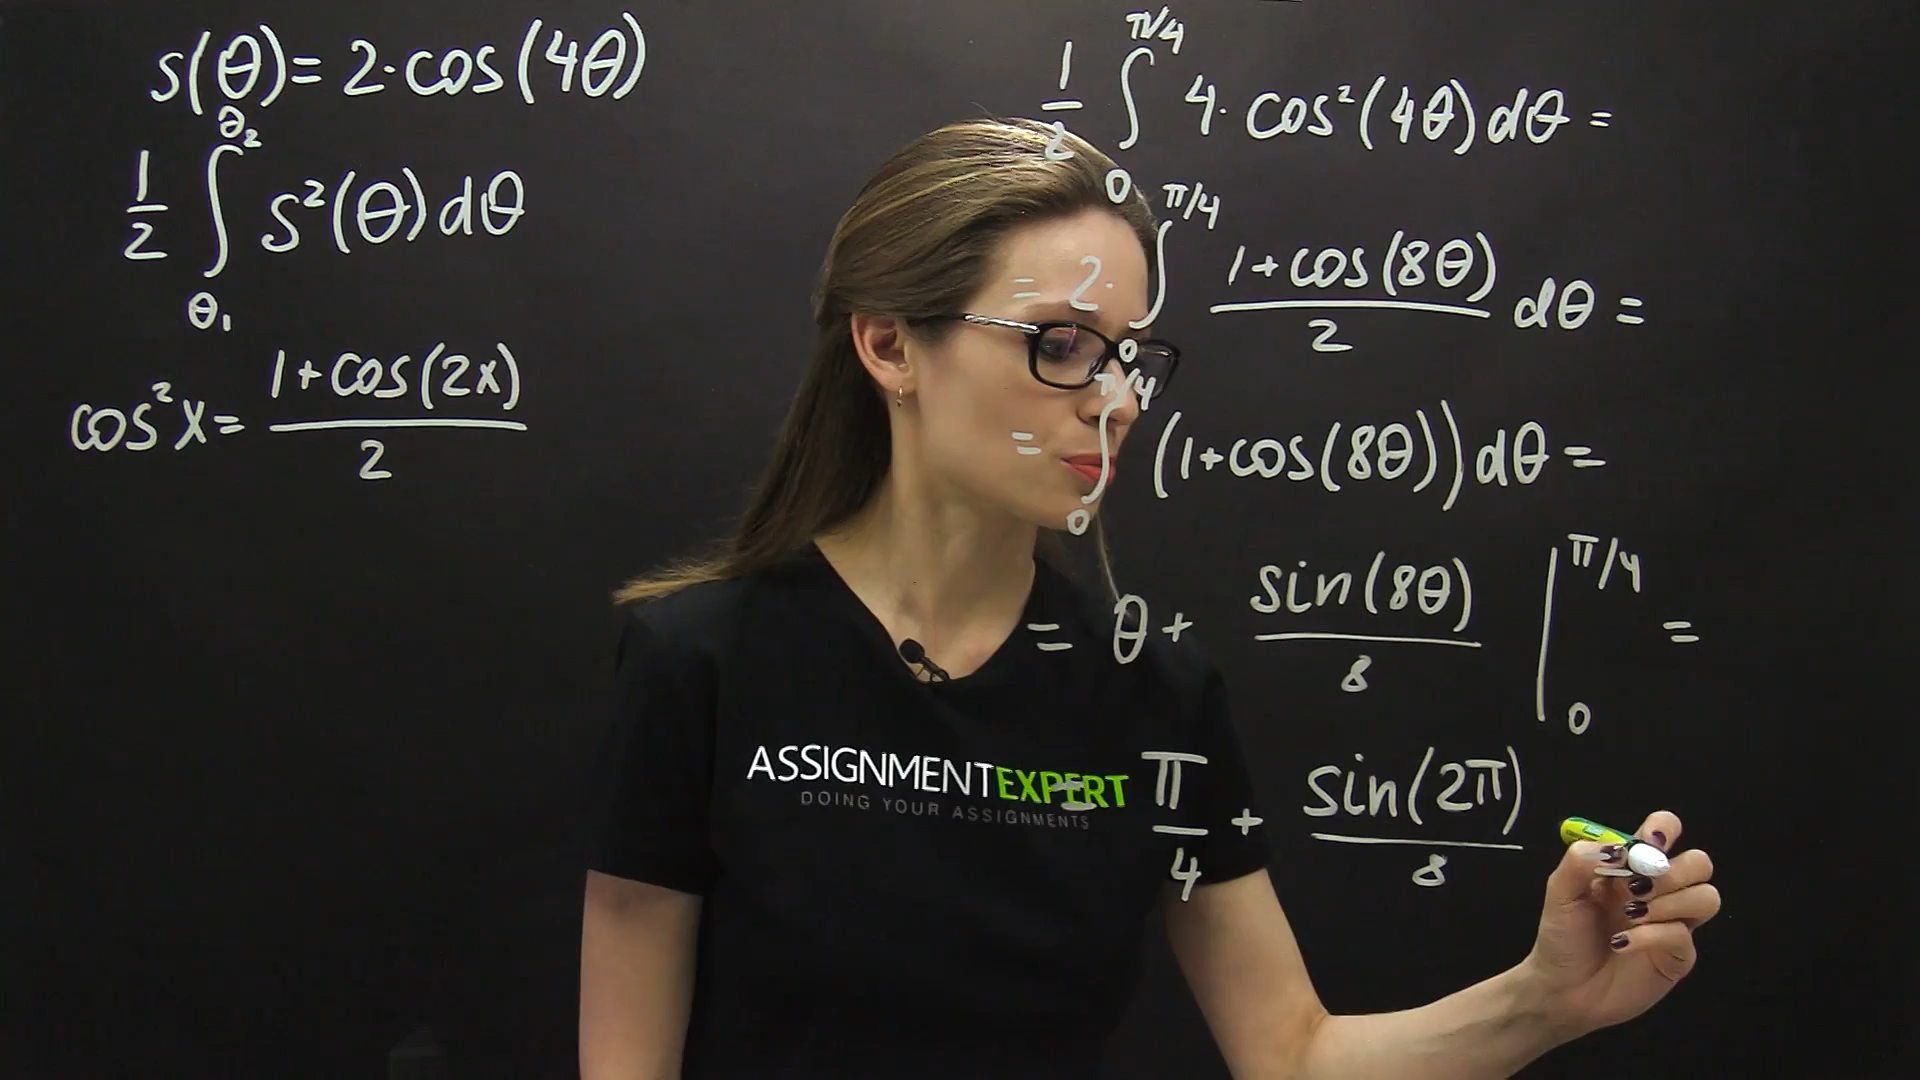 s(θ)= 2·cos(4θ)
1/2 ∫_{θ₁}^{θ₂} s²(θ)dθ
cos²x= (1+cos(2x))/2
1/2 ∫_{0}^{π/4} 4·cos²(4θ)dθ =
= 2· ∫_{0}^{π/4} (1+cos(8θ))/2 dθ =
= ∫_{0}^{π/4} (1+cos(8θ))dθ =
= θ+ sin(8θ)/8 |_{0}^{π/4} =
= π/4 + sin(2π)/8 =
ASSIGNMENTEXPERT
DOING YOUR ASSIGNMENTS